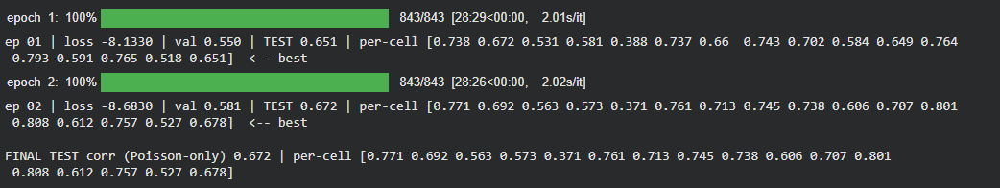 epoch 1: 100% 843/843 [28:29<00:00, 2.01s/it]
ep 01 | loss -8.1330 | val 0.550 | TEST 0.651 | per-cell [0.738 0.672 0.531 0.581 0.388 0.737 0.66  0.743 0.702 0.584 0.649 0.764
0.793 0.591 0.765 0.518 0.651]  <-- best
epoch 2: 100% 843/843 [28:26<00:00, 2.02s/it]
ep 02 | loss -8.6830 | val 0.581 | TEST 0.672 | per-cell [0.771 0.692 0.563 0.573 0.371 0.761 0.713 0.745 0.738 0.606 0.707 0.801
0.808 0.612 0.757 0.527 0.678]  <-- best
FINAL TEST corr (Poisson-only) 0.672 | per-cell [0.771 0.692 0.563 0.573 0.371 0.761 0.713 0.745 0.738 0.606 0.707 0.801
0.808 0.612 0.757 0.527 0.678]